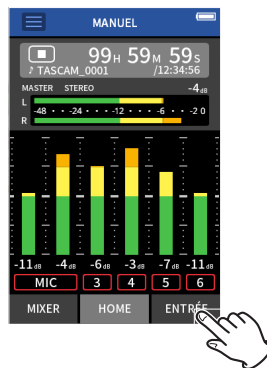 MANUEL
99H 59M 59S
♪ TASCAM_0001 /12:34:56
MASTER STEREO -4dB
L
-48 • • -24 • • • -12 • • • -6 • • -2 0
R
-11dB -4dB -6dB -3dB -7dB -11dB
MIC 3 4 5 6
MIXER HOME ENTRÉE